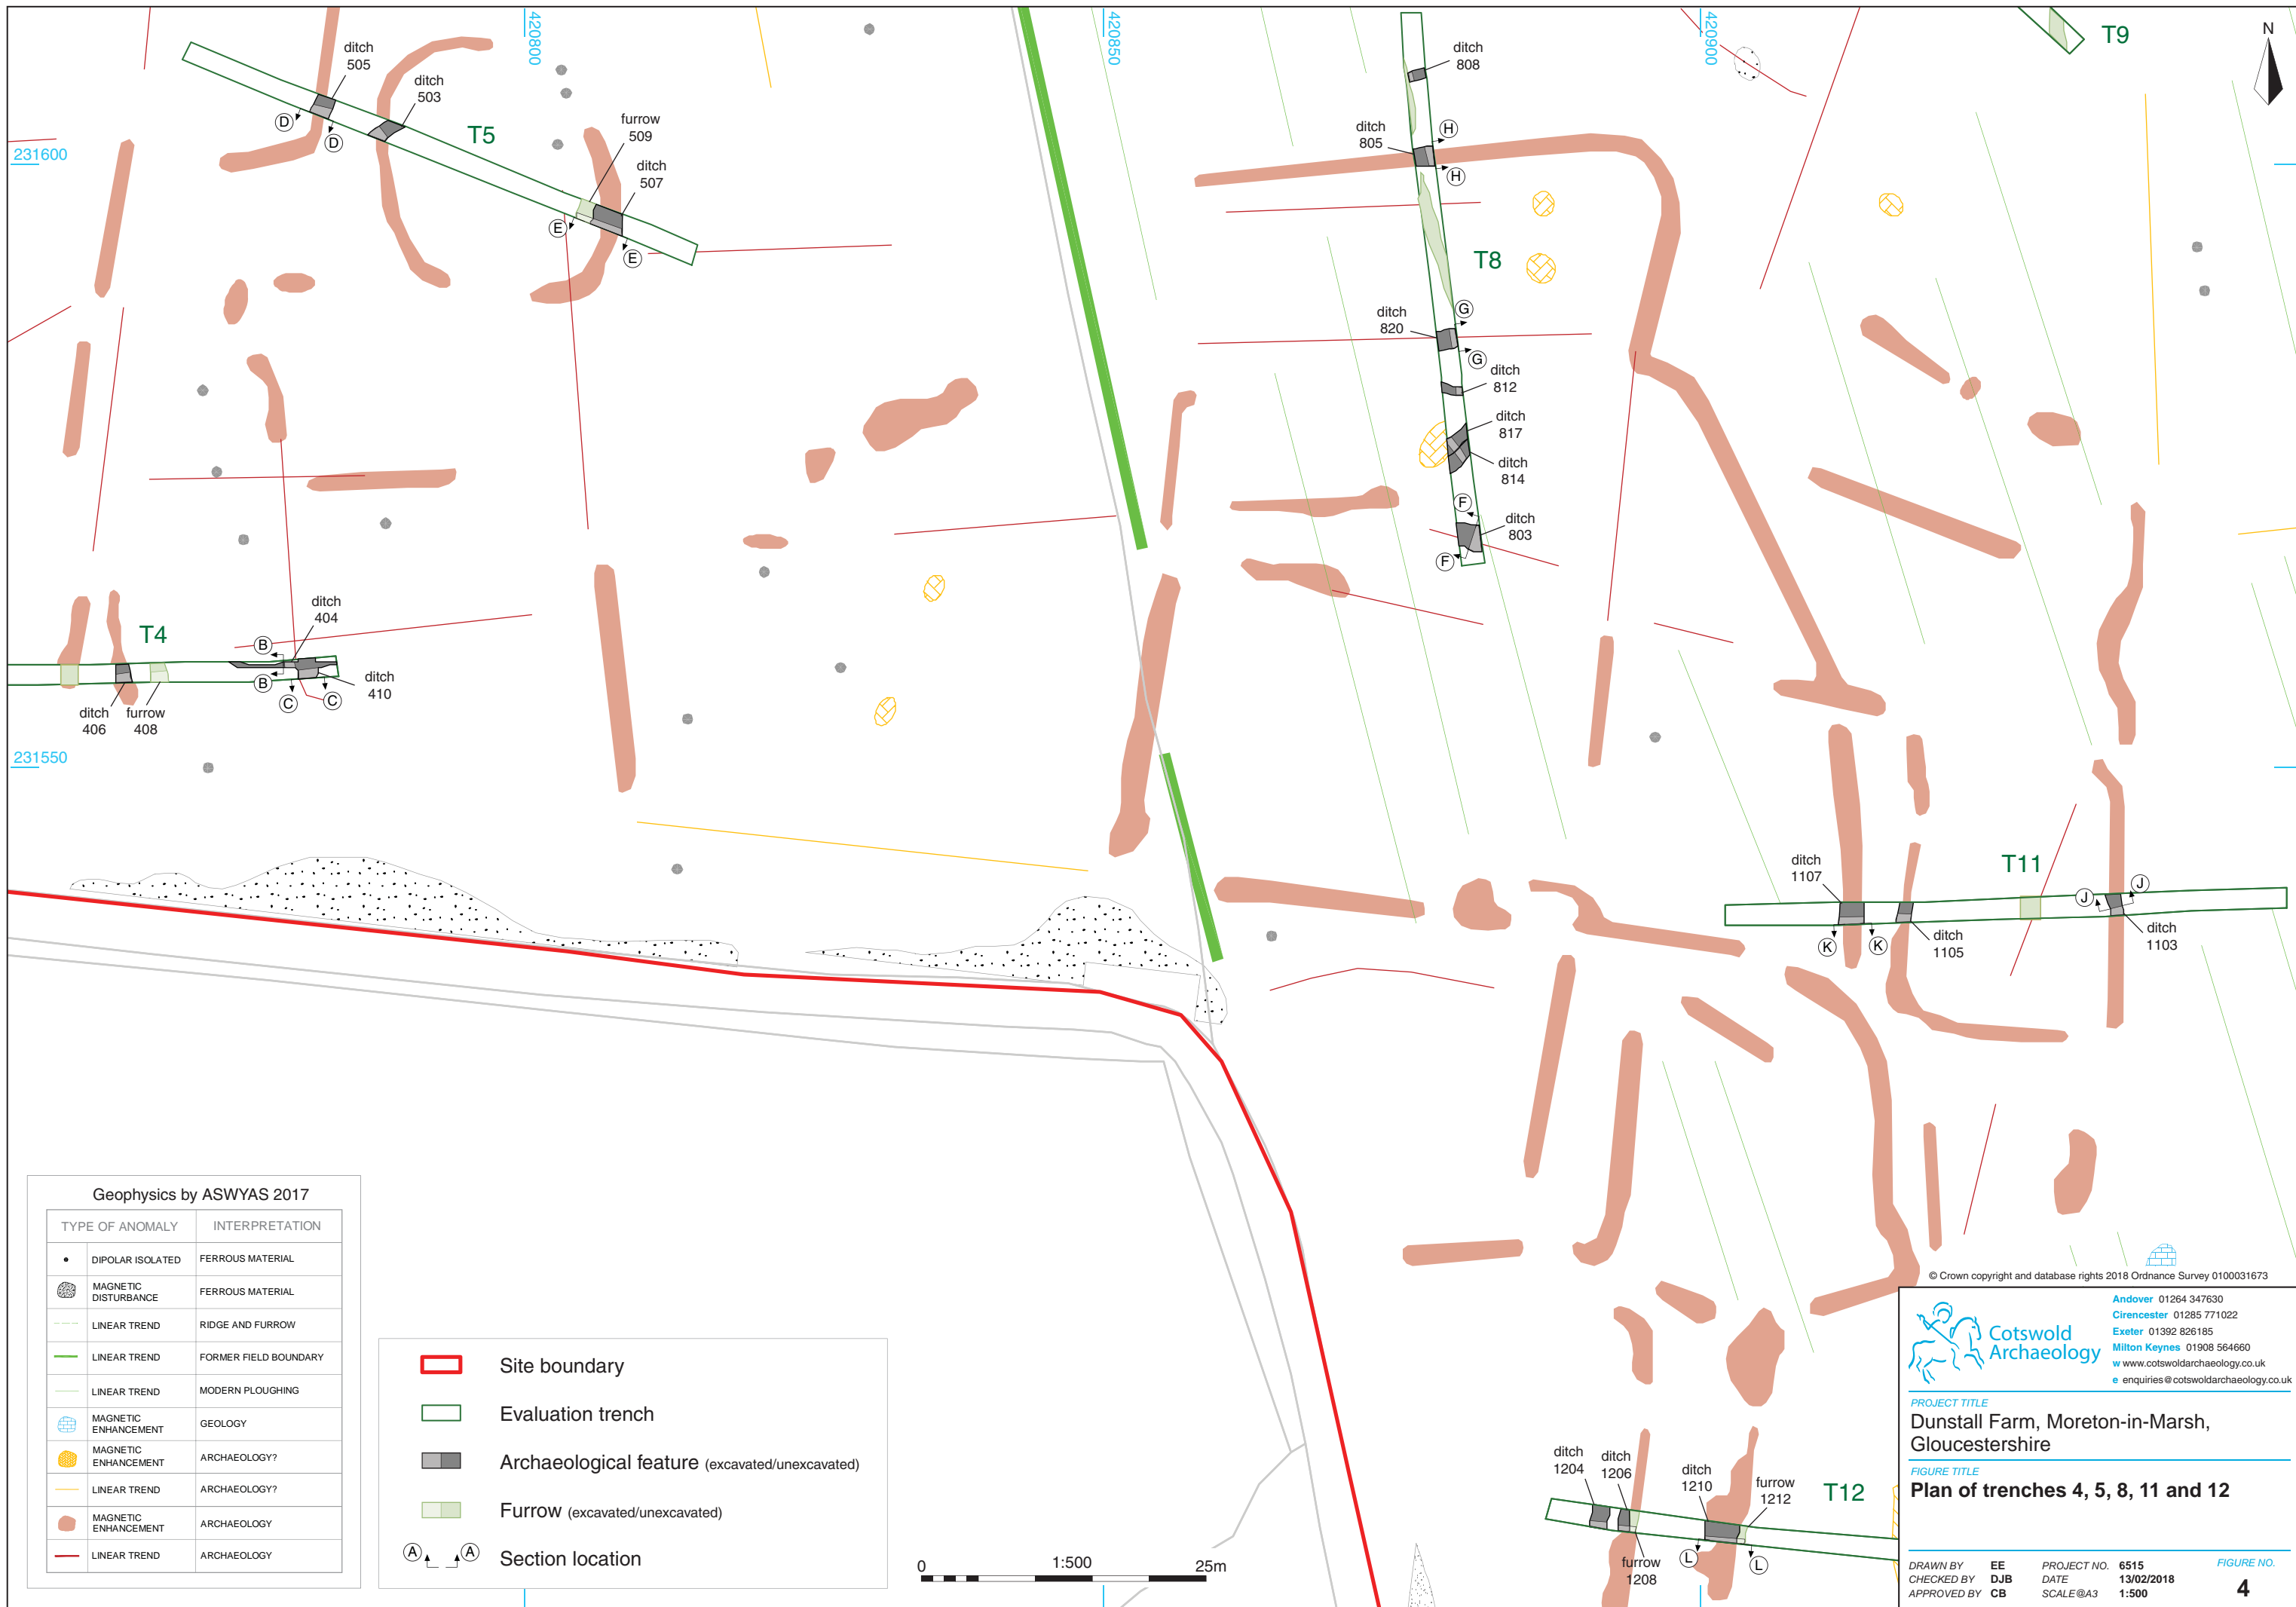 420800
420850
420900
T9
N
ditch
505
ditch
503
T5
D
D
furrow
509
ditch
507
E
E
231600
ditch
808
ditch
805
H
H
T8
ditch
820
G
G
ditch
812
ditch
817
ditch
814
F
F
ditch
803
T4
ditch
404
B
B
C
C
ditch
410
ditch
406
furrow
408
231550
ditch
1107
T11
K
K
ditch
1105
J
J
ditch
1103
ditch
1204
ditch
1206
ditch
1210
furrow
1212
T12
furrow
1208
L
L
Geophysics by ASWYAS 2017
TYPE OF ANOMALY INTERPRETATION
DIPOLAR ISOLATED FERROUS MATERIAL
MAGNETIC
DISTURBANCE FERROUS MATERIAL
LINEAR TREND RIDGE AND FURROW
LINEAR TREND FORMER FIELD BOUNDARY
LINEAR TREND MODERN PLOUGHING
MAGNETIC
ENHANCEMENT GEOLOGY
MAGNETIC
ENHANCEMENT ARCHAEOLOGY?
LINEAR TREND ARCHAEOLOGY?
MAGNETIC
ENHANCEMENT ARCHAEOLOGY
LINEAR TREND ARCHAEOLOGY
Site boundary
Evaluation trench
Archaeological feature (excavated/unexcavated)
Furrow (excavated/unexcavated)
A A Section location
0 1:500 25m
© Crown copyright and database rights 2018 Ordnance Survey 0100031673
Cotswold
Archaeology
Andover 01264 347630
Cirencester 01285 771022
Exeter 01392 826185
Milton Keynes 01908 564660
w www.cotswoldarchaeology.co.uk
e enquiries@cotswoldarchaeology.co.uk
PROJECT TITLE
Dunstall Farm, Moreton-in-Marsh,
Gloucestershire
FIGURE TITLE
Plan of trenches 4, 5, 8, 11 and 12
DRAWN BY EE PROJECT NO. 6515 FIGURE NO.
CHECKED BY DJB DATE 13/02/2018
APPROVED BY CB SCALE@A3 1:500 4